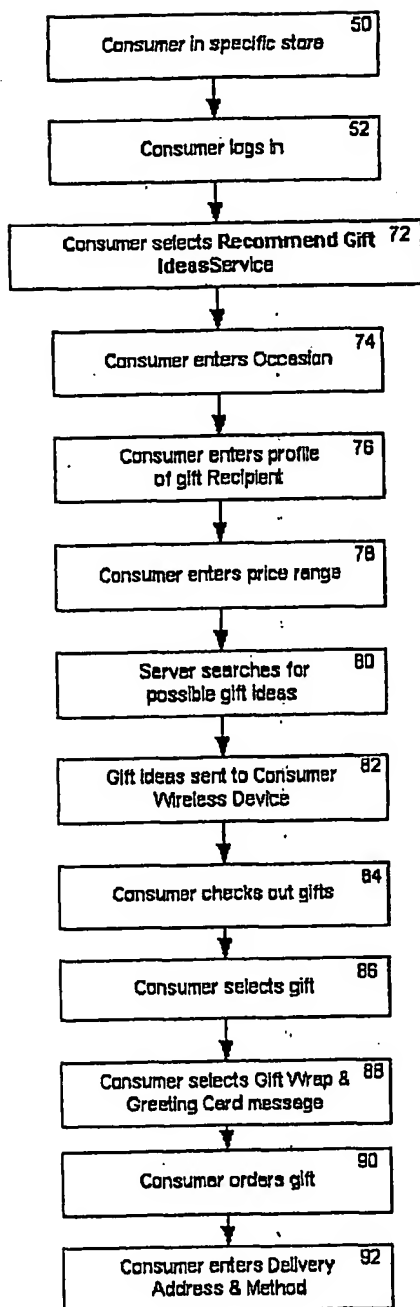 50
Consumer in specific store
52
Consumer logs in
72
Consumer selects Recommend Gift
IdeasService
74
Consumer enters Occasion
76
Consumer enters profile
of gift Recipient
78
Consumer enters price range
80
Server searches for
possible gift ideas
82
Gift ideas sent to Consumer
Wireless Device
84
Consumer checks out gifts
86
Consumer selects gift
88
Consumer selects Gift Wrap &
Greeting Card message
90
Consumer orders gift
92
Consumer enters Delivery
Address & Method